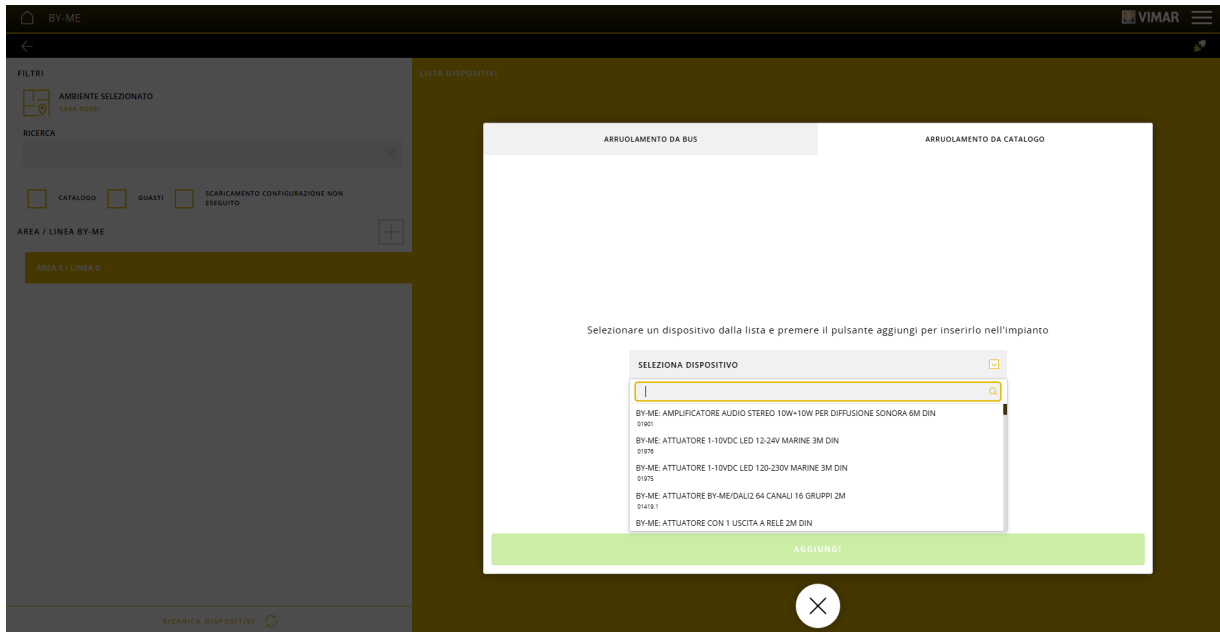 BY-ME
VIMAR
FILTRI
AMBIENTE SELEZIONATO
CASA ROSSI
RICERCA
CATALOGO
GUASTI
SCARICAMENTO CONFIGURAZIONE NON
ESEGUITO
AREA / LINEA BY-ME
AREA 1 / LINEA 0
RICARICA DISPOSITIVI
LISTA DISPOSITIVI
ARRUOLAMENTO DA BUS
ARRUOLAMENTO DA CATALOGO
Selezionare un dispositivo dalla lista e premere il pulsante aggiungi per inserirlo nell'impianto
SELEZIONA DISPOSITIVO
BY-ME: AMPLIFICATORE AUDIO STEREO 10W+10W PER DIFFUSIONE SONORA 6M DIN
01901
BY-ME: ATTUATORE 1-10VDC LED 12-24V MARINE 3M DIN
01976
BY-ME: ATTUATORE 1-10VDC LED 120-230V MARINE 3M DIN
01975
BY-ME: ATTUATORE BY-ME/DALI2 64 CANALI 16 GRUPPI 2M
01419.1
BY-ME: ATTUATORE CON 1 USCITA A RELÈ 2M DIN
AGGIUNGI